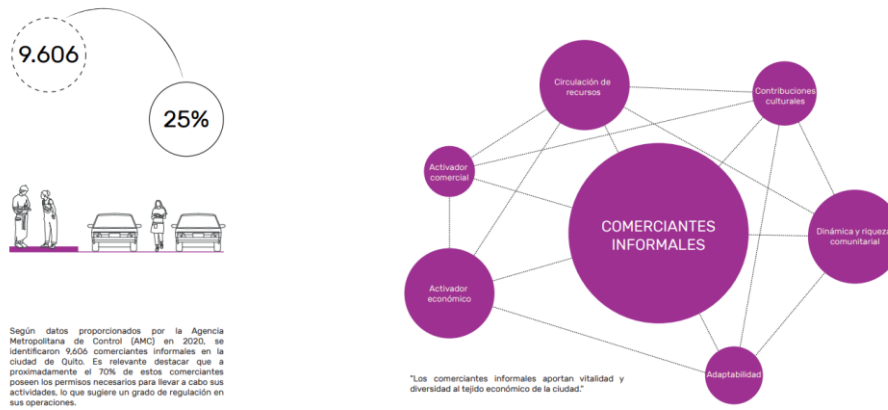 9.606
25%
Según datos proporcionados por la Agencia
Metropolitana de Control (AMC) en 2020, se
identificaron 9,606 comerciantes informales en la
ciudad de Quito. Es relevante destacar que a
proximadamente el 70% de estos comerciantes
poseen los permisos necesarios para llevar a cabo sus
actividades, lo que sugiere un grado de regulación en
sus operaciones.
Circulación de
recursos
Contribuciones
culturales
Activador
comercial
COMERCIANTES
INFORMALES
Dinámica y riqueza
comunitarial
Activador
económico
Adaptabilidad
"Los comerciantes informales aportan vitalidad y
diversidad al tejido económico de la ciudad."